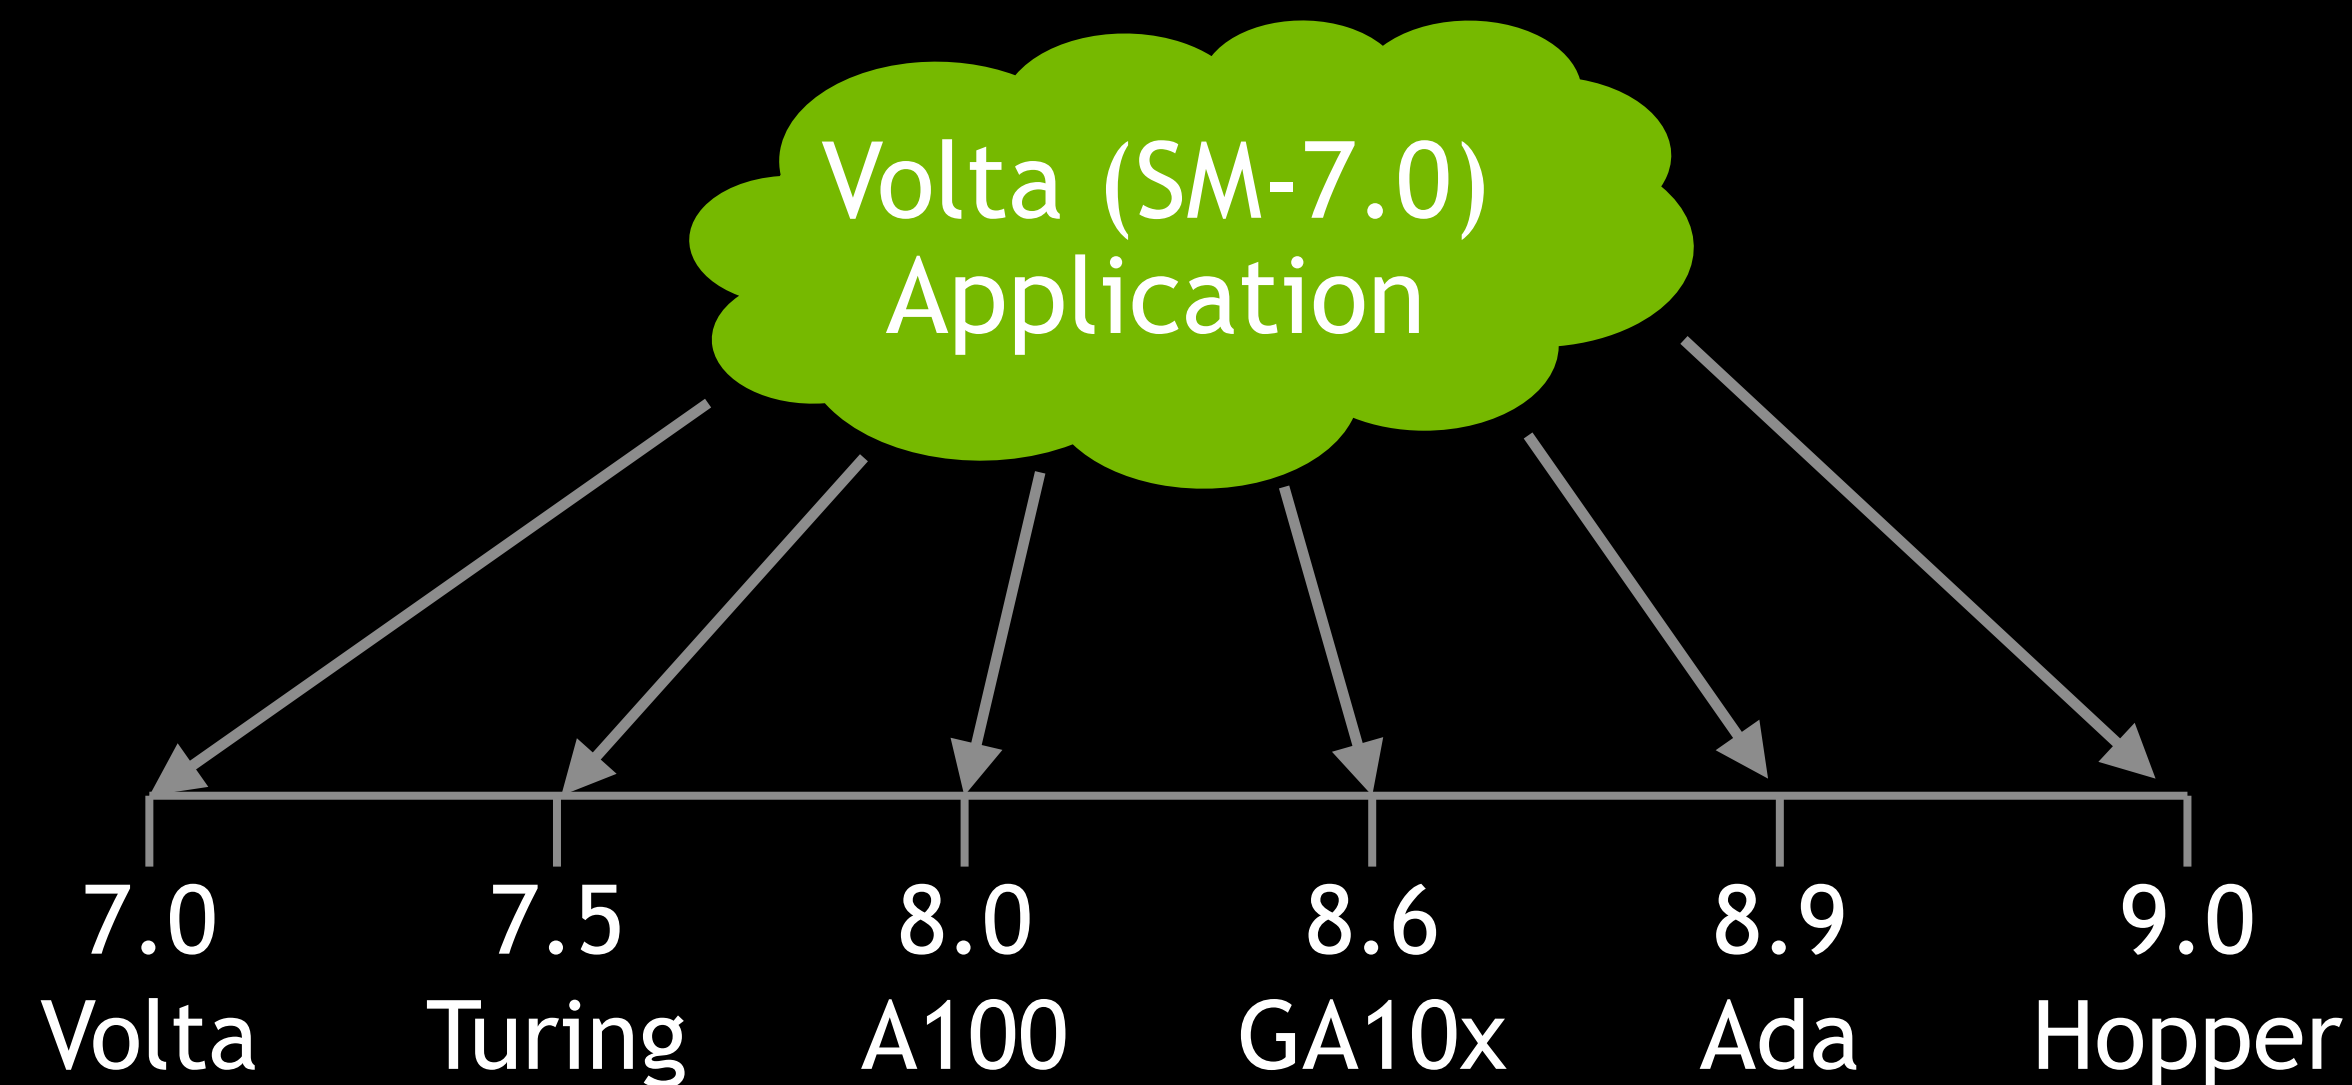 Volta (SM-7.0)
Application
7.0 7.5 8.0 8.6 8.9 9.0
Volta Turing A100 GA10x Ada Hopper